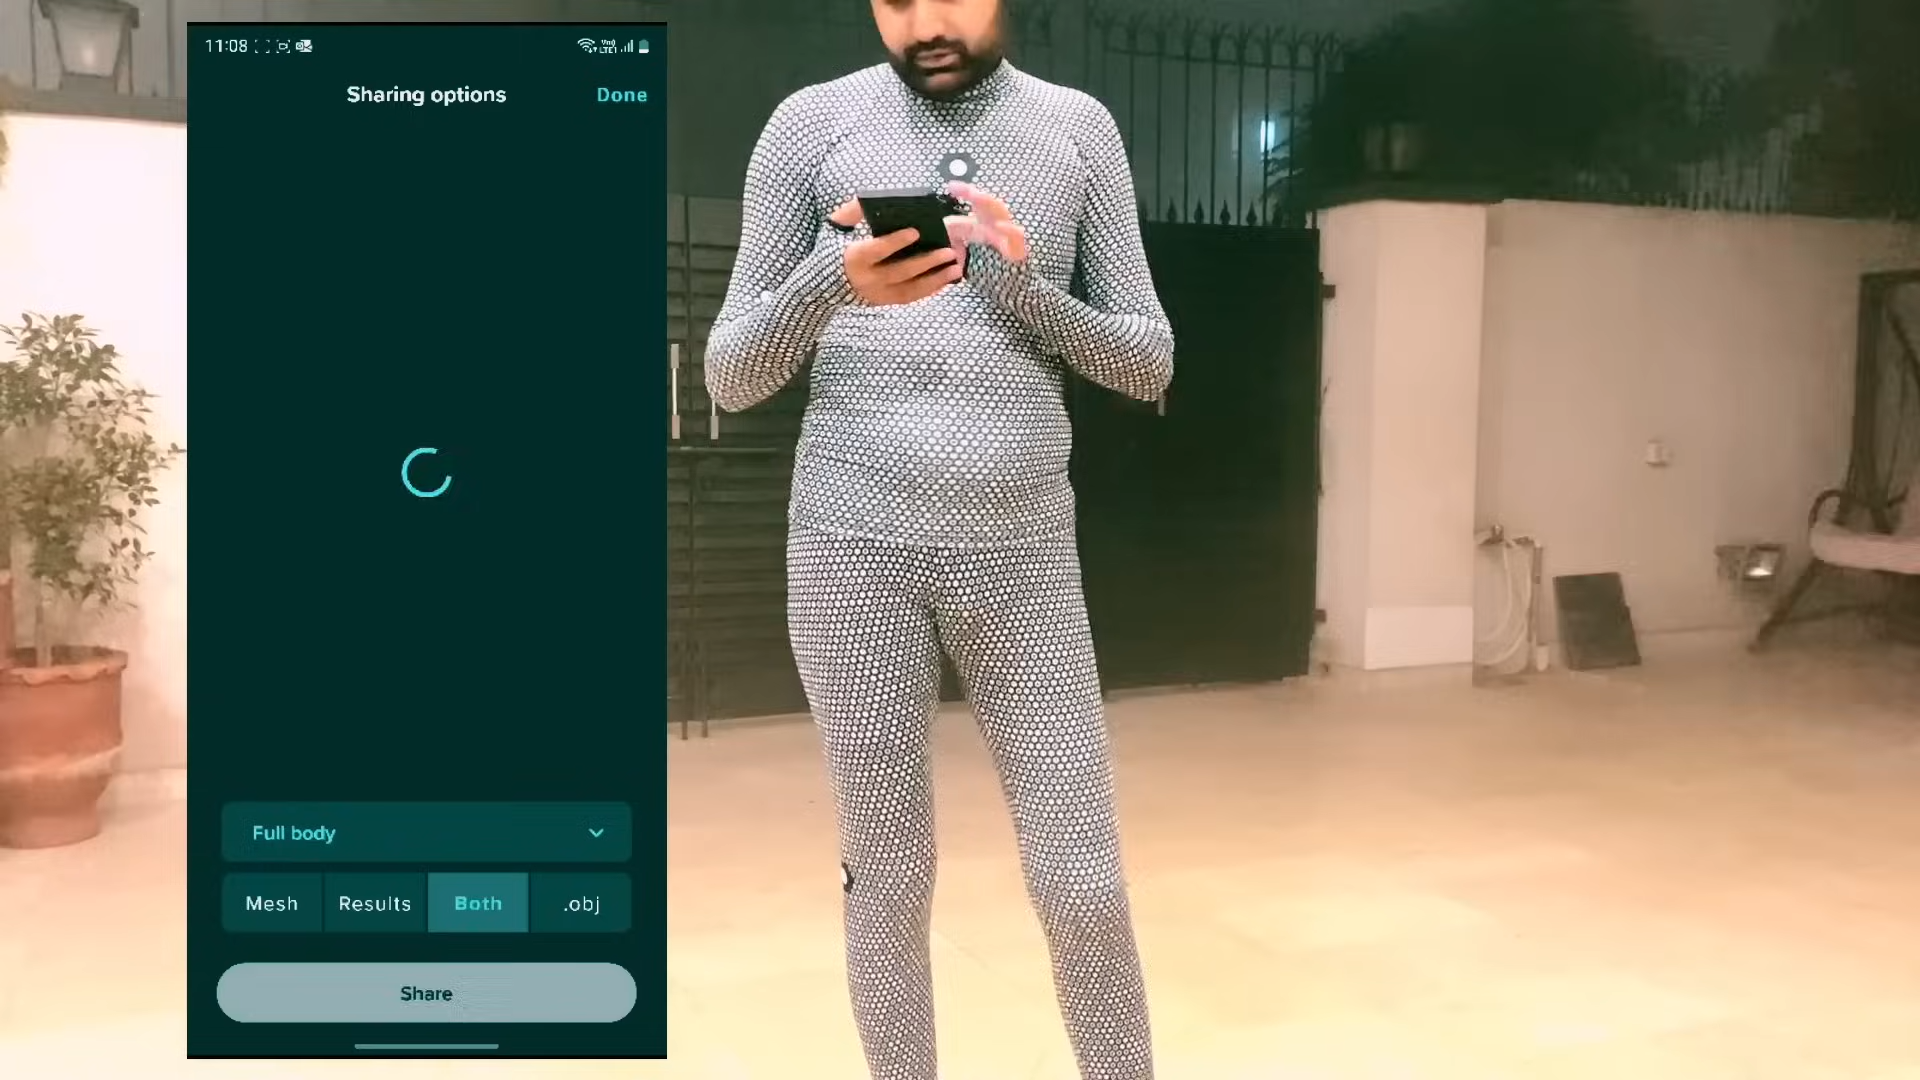 11:08
Sharing options
Done
Full body
Mesh
Results
Both
.obj
Share